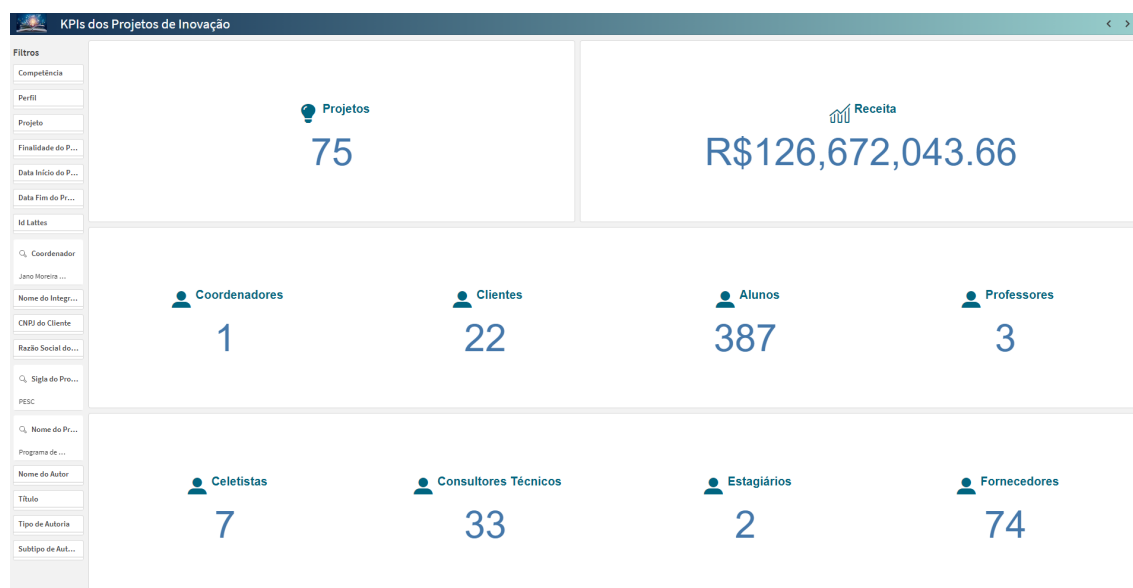 KPIs dos Projetos de Inovação
Filtros
Competência
Perfil
Projeto
Finalidade do P...
Data Início do P...
Data Fim do Pr...
Id Lattes
Coordenador
Jano Moreira ...
Nome do Integr...
CNPJ do Cliente
Razão Social do...
Sigla do Pro...
PESC
Nome do Pr...
Programa de ...
Nome do Autor
Título
Tipo de Autoria
Subtipo de Aut...
Projetos
75
Receita
R$126,672,043.66
Coordenadores
1
Clientes
22
Alunos
387
Professores
3
Celetistas
7
Consultores Técnicos
33
Estagiários
2
Fornecedores
74